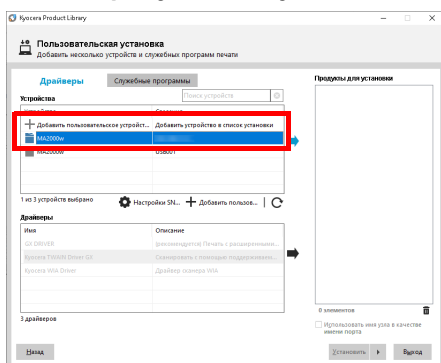 Kyocera Product Library
Пользовательская установка
Добавить несколько устройств и служебных программ печати
Драйверы
Служебные программы
Продукты для установки
Устройства
Поиск устройств
Добавить пользовательское устройст... Добавить устройство в список установки
MA2000w
MA2000w USB001
1 из 3 устройств выбрано
Настройки SN...
Добавить пользов...
Драйверы
Имя Описание
GX DRIVER (рекомендуется) Печать с расширенными...
Kyocera TWAIN Driver GX Сканировать с помощью поддерживаем...
Kyocera WIA Driver Драйвер сканера WIA
3 драйверов
0 элементов
Использовать имя узла в качестве
имени порта
Назад
Установить
Выход